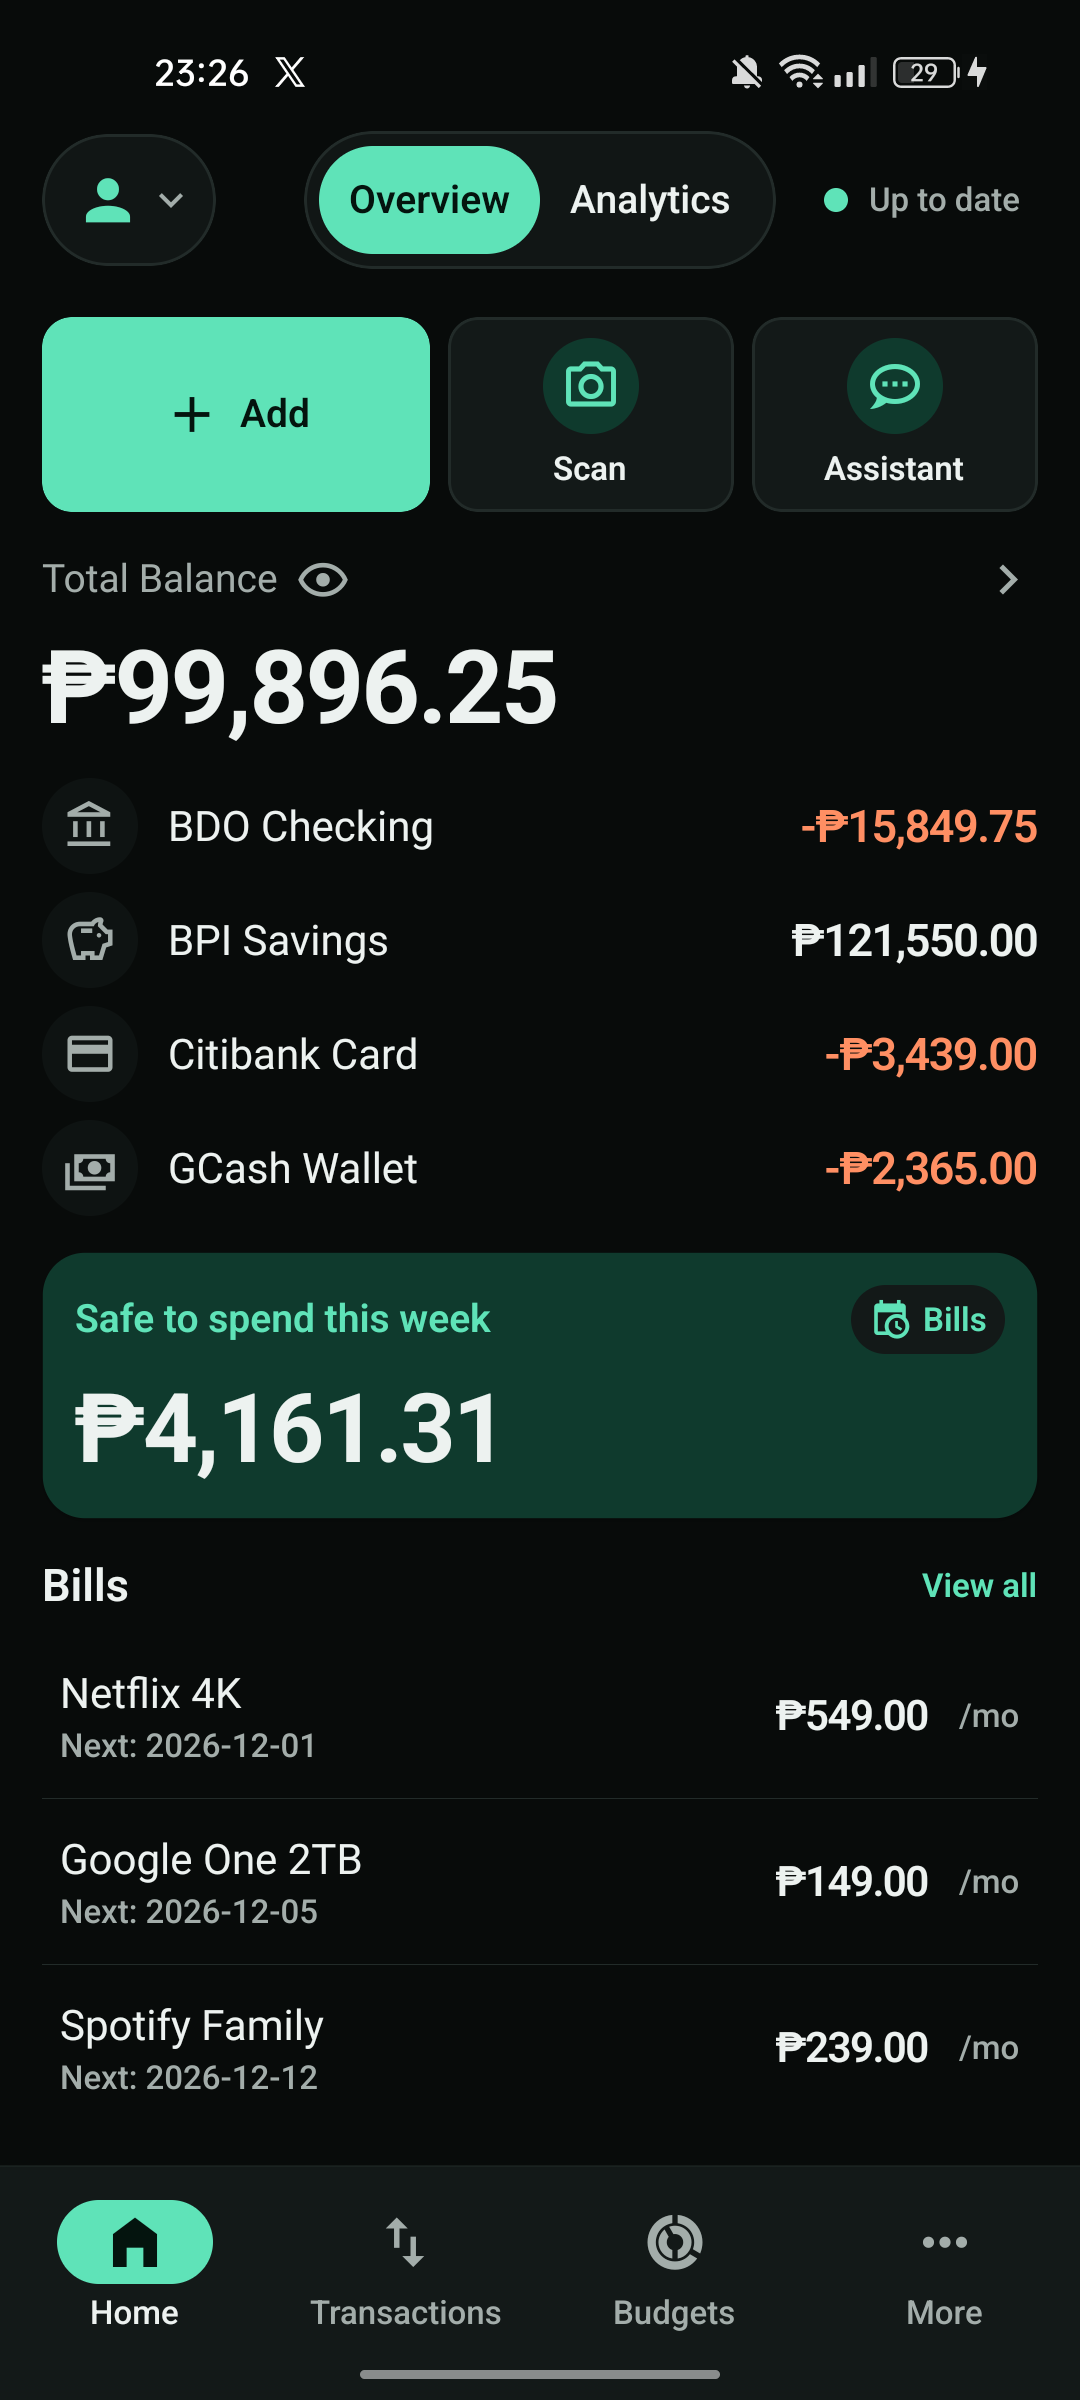 23:26
29
Overview
Analytics
Up to date
Add
Scan
Assistant
Total Balance
₱99,896.25
BDO Checking
-₱15,849.75
BPI Savings
₱121,550.00
Citibank Card
-₱3,439.00
GCash Wallet
-₱2,365.00
Safe to spend this week
Bills
₱4,161.31
Bills
View all
Netflix 4K
₱549.00 /mo
Next: 2026-12-01
Google One 2TB
₱149.00 /mo
Next: 2026-12-05
Spotify Family
₱239.00 /mo
Next: 2026-12-12
Home
Transactions
Budgets
More